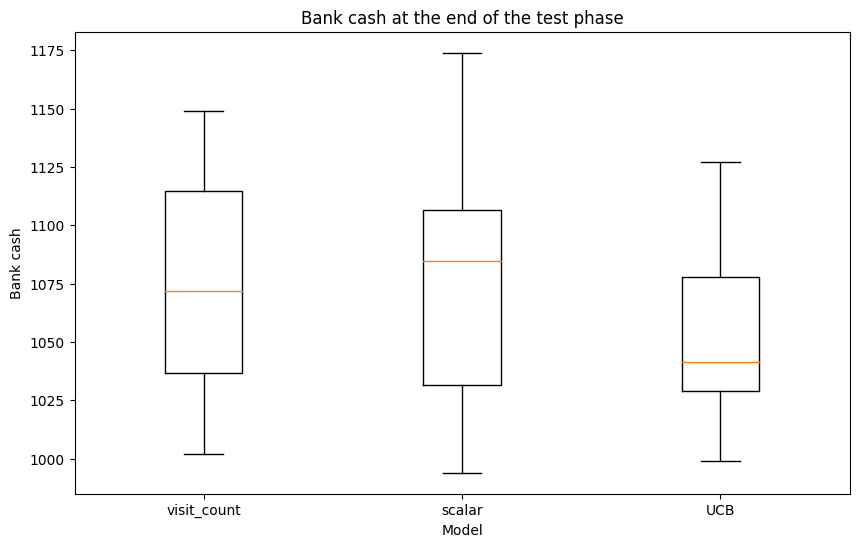 Bank cash at the end of the test phase
1175
1150
1125
1100
1075
1050
1025
1000
Bank cash
visit_count
scalar
UCB
Model